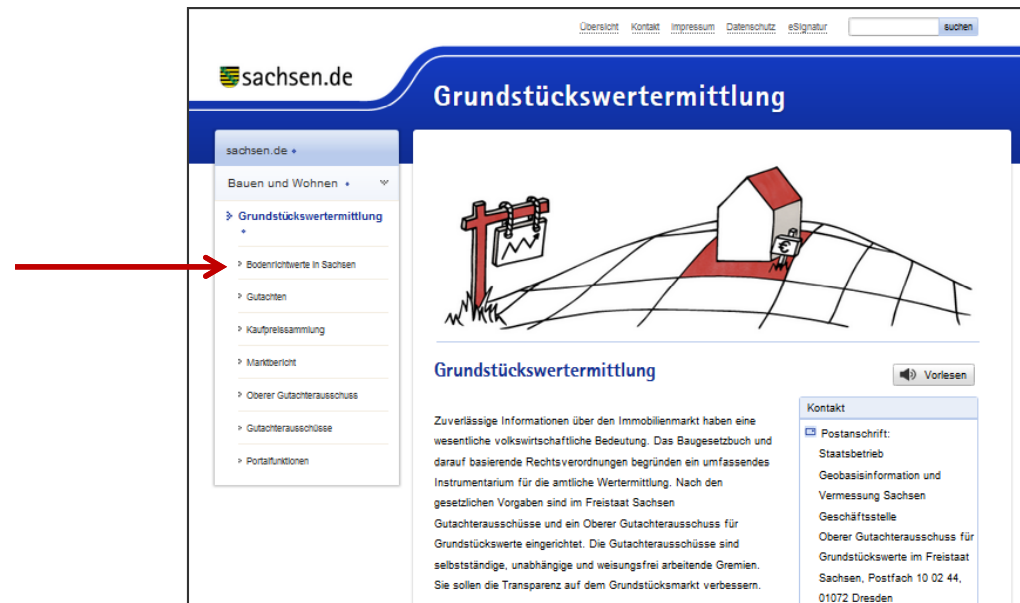 Übersicht Kontakt Impressum Datenschutz eSignatur suchen
sachsen.de
Grundstückswertermittlung
sachsen.de
Bauen und Wohnen
Grundstückswertermittlung
Bodenrichtwerte in Sachsen
Gutachten
Kaufpreissammlung
Marktbericht
Oberer Gutachterausschuss
Gutachterausschüsse
Portalfunktionen
€
Grundstückswertermittlung
Vorlesen
Zuverlässige Informationen über den Immobilienmarkt haben eine
wesentliche volkswirtschaftliche Bedeutung. Das Baugesetzbuch und
darauf basierende Rechtsverordnungen begründen ein umfassendes
Instrumentarium für die amtliche Wertermittlung. Nach den
gesetzlichen Vorgaben sind im Freistaat Sachsen
Gutachterausschüsse und ein Oberer Gutachterausschuss für
Grundstückswerte eingerichtet. Die Gutachterausschüsse sind
selbstständige, unabhängige und weisungsfrei arbeitende Gremien.
Sie sollen die Transparenz auf dem Grundstücksmarkt verbessern.
Kontakt
Postanschrift:
Staatsbetrieb
Geobasisinformation und
Vermessung Sachsen
Geschäftsstelle
Oberer Gutachterausschuss für
Grundstückswerte im Freistaat
Sachsen, Postfach 10 02 44,
01072 Dresden